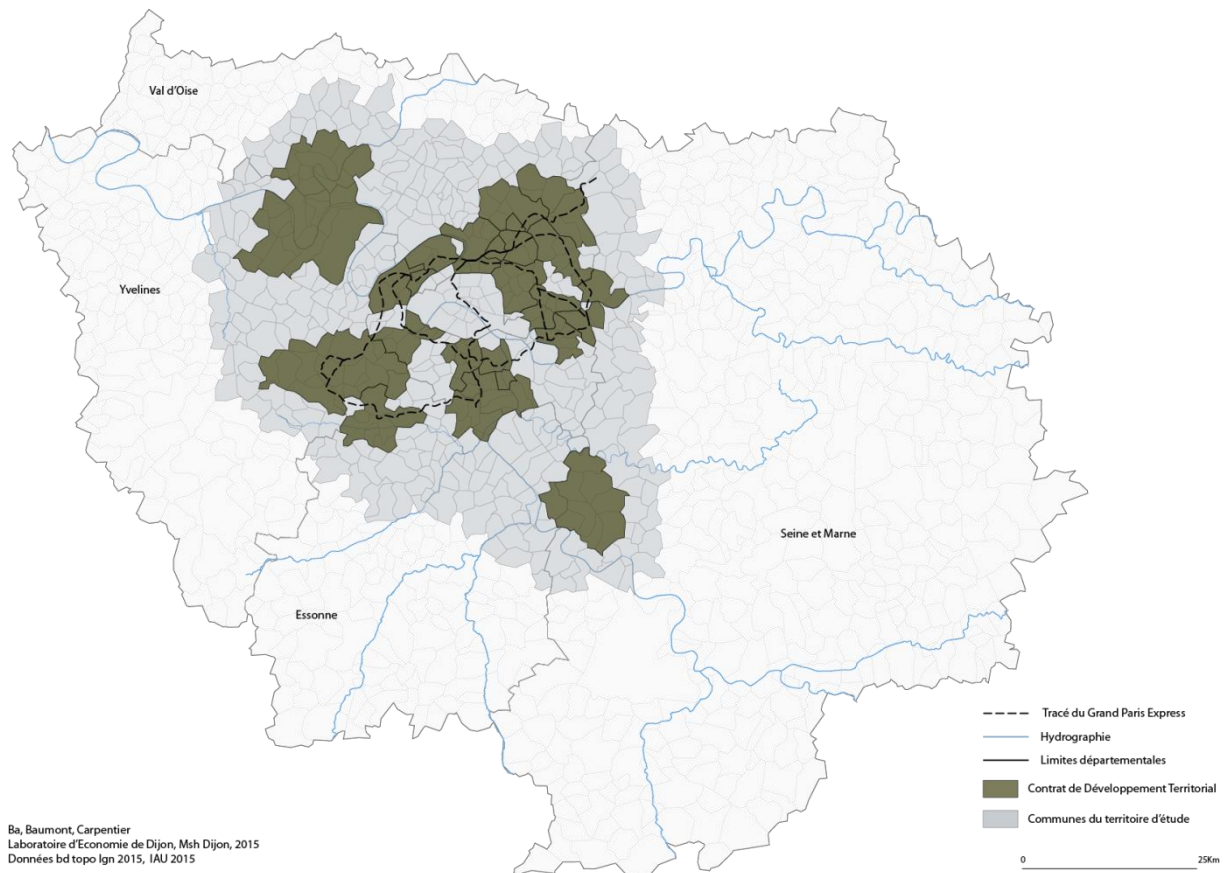 Val d'Oise
Yvelines
Seine et Marne
Essonne
Tracé du Grand Paris Express
Hydrographie
Limites départementales
Contrat de Développement Territorial
Communes du territoire d'étude
Ba, Baumont, Carpentier
Laboratoire d'Economie de Dijon, Msh Dijon, 2015
Données bd topo Ign 2015, IAU 2015
0 25Km